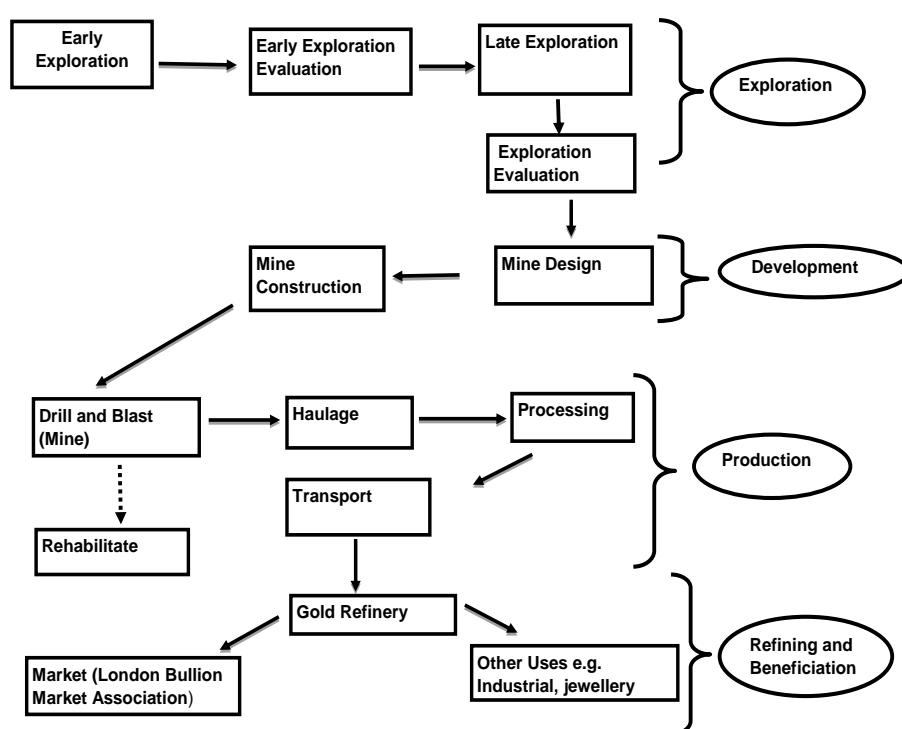 Early
Exploration
Early Exploration
Evaluation
Late Exploration
Exploration
Exploration
Evaluation
Mine
Construction
Mine Design
Development
Drill and Blast
(Mine)
Haulage
Processing
Production
Transport
Rehabilitate
Gold Refinery
Market (London Bullion
Market Association)
Other Uses e.g.
Industrial, jewellery
Refining and
Beneficiation